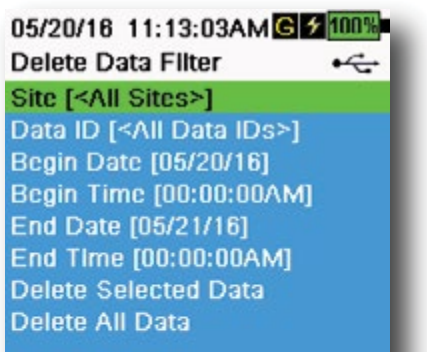 05/20/16 11:13:03AM G 100%
Delete Data Filter
Site [<All Sites>]
Data ID [<All Data IDs>]
Begin Date [05/20/16]
Begin Time [00:00:00AM]
End Date [05/21/16]
End Time [00:00:00AM]
Delete Selected Data
Delete All Data